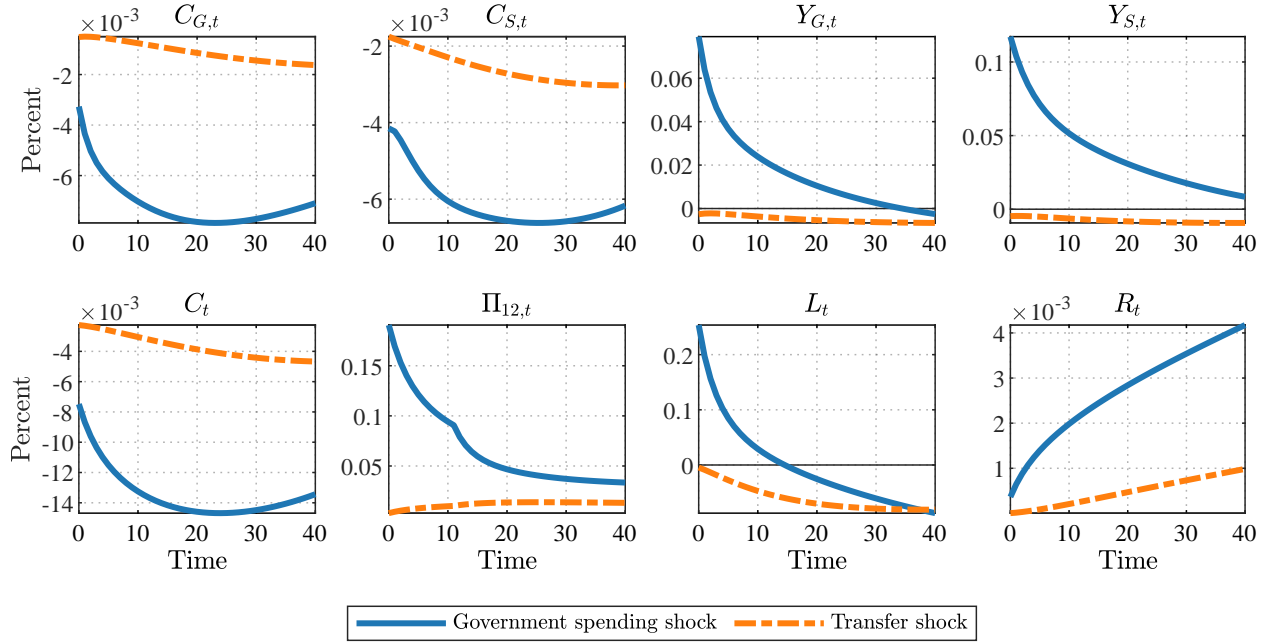 ×10⁻³ C_{G,t} ×10⁻³ C_{S,t} Y_{G,t} Y_{S,t}
Percent
-2
-4
-6
0 10 20 30 40
-2
-4
-6
0 10 20 30 40
0.06
0.04
0.02
0
0 10 20 30 40
0.1
0.05
0
0 10 20 30 40
×10⁻³ C_t Π_{12,t} L_t R_t ×10⁻³
Percent
-4
-6
-8
-10
-12
-14
0 10 20 30 40
Time
0.15
0.1
0.05
0 10 20 30 40
Time
0.2
0.1
0
0 10 20 30 40
Time
4
3
2
1
0 10 20 30 40
Time
Government spending shock Transfer shock